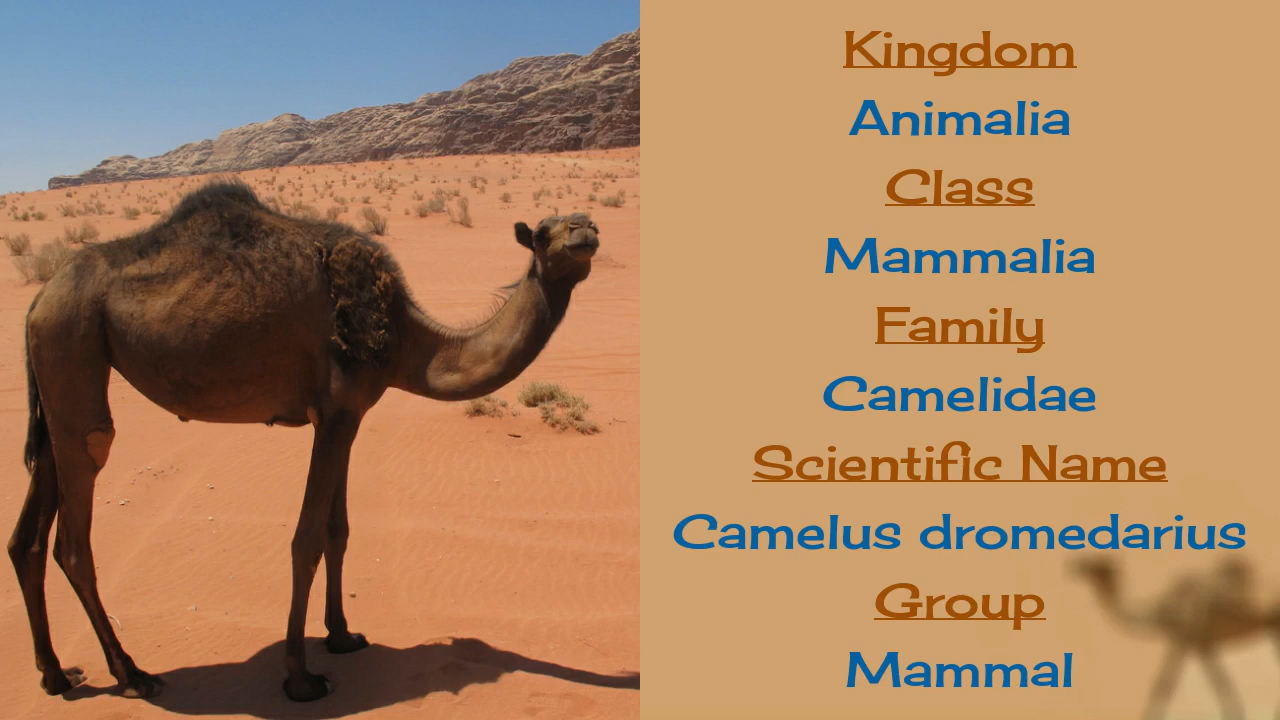 Kingdom
Animalia
Class
Mammalia
Family
Camelidae
Scientific Name
Camelus dromedarius
Group
Mammal